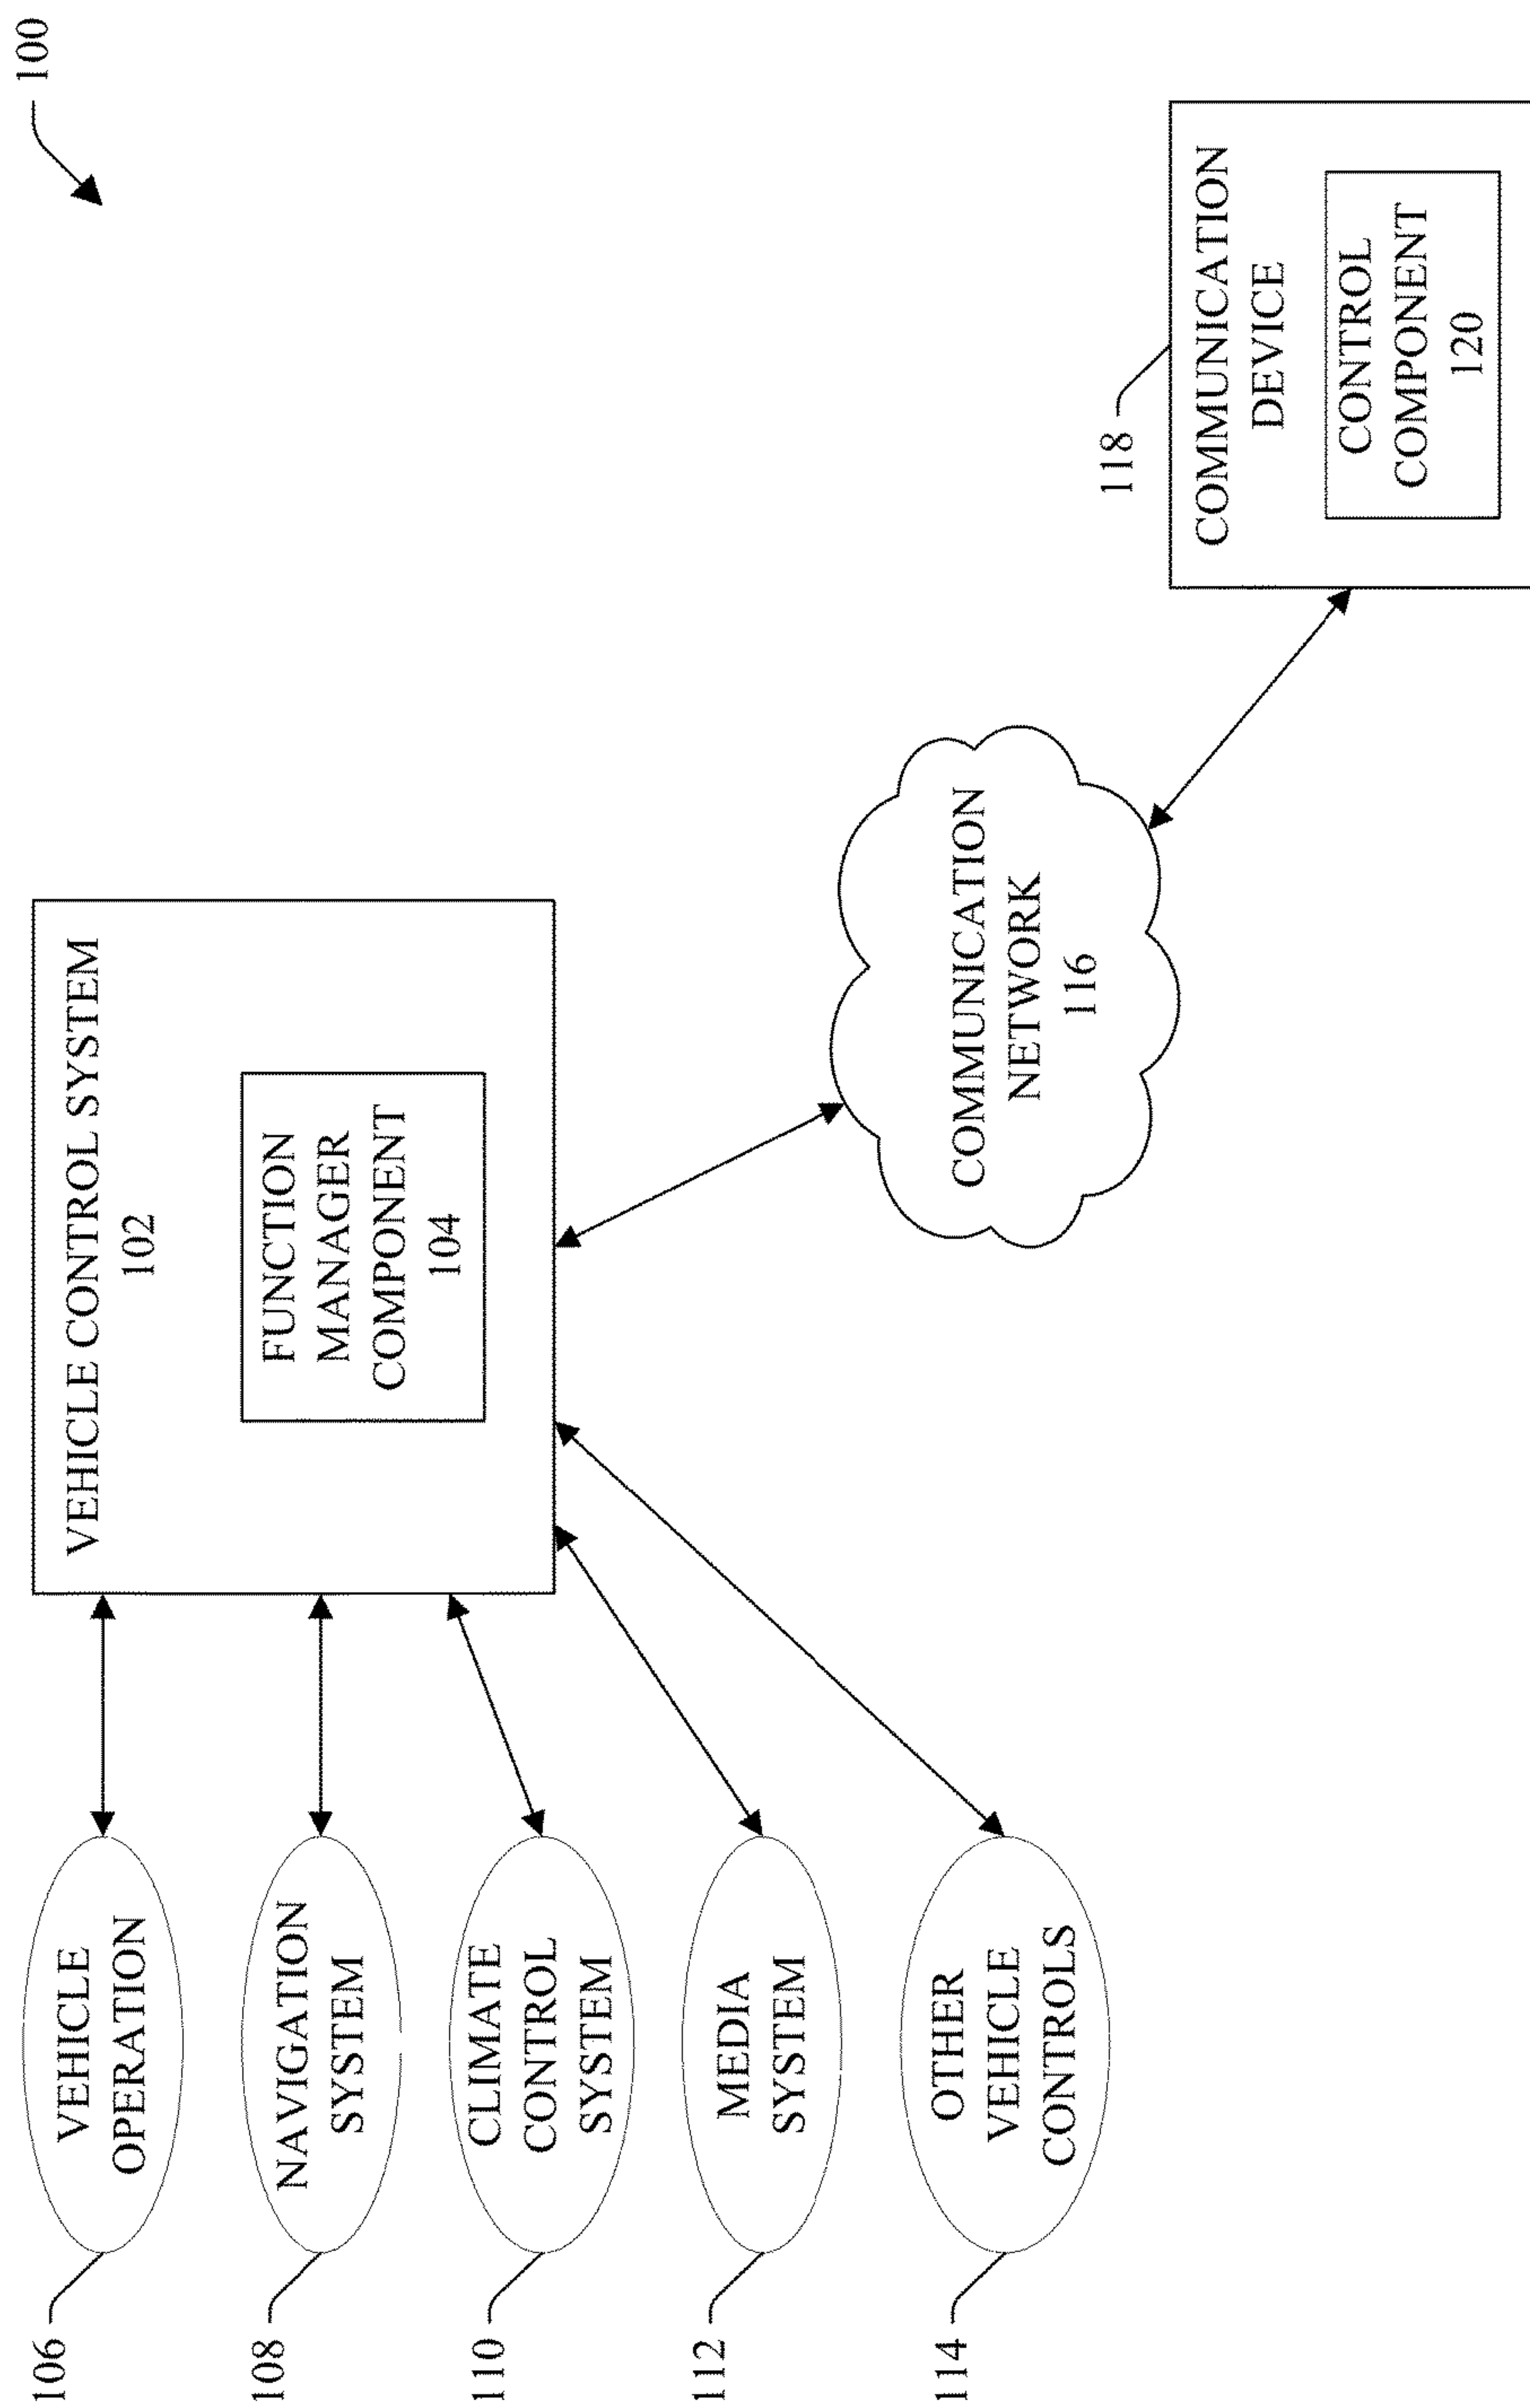 100
VEHICLE CONTROL SYSTEM
102
FUNCTION
MANAGER
COMPONENT
104
106
VEHICLE
OPERATION
108
NAVIGATION
SYSTEM
110
CLIMATE
CONTROL
SYSTEM
112
MEDIA
SYSTEM
114
OTHER
VEHICLE
CONTROLS
COMMUNICATION
NETWORK
116
118
COMMUNICATION
DEVICE
CONTROL
COMPONENT
120